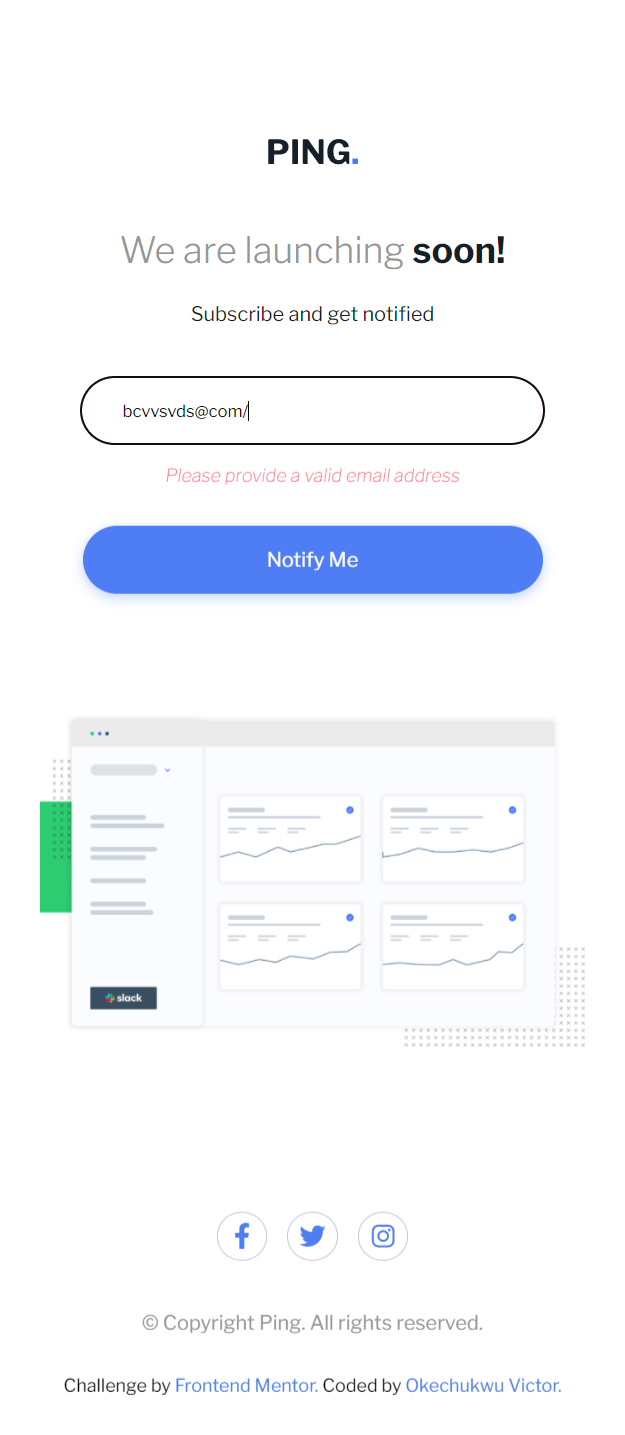 PING.
We are launching soon!
Subscribe and get notified
bcvvsvds@com/
Please provide a valid email address
Notify Me
slack
© Copyright Ping. All rights reserved.
Challenge by Frontend Mentor. Coded by Okechukwu Victor.